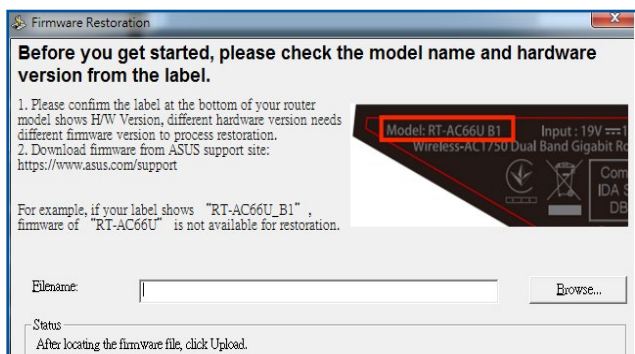 Firmware Restoration
Before you get started, please check the model name and hardware
version from the label.
1. Please confirm the label at the bottom of your router
model shows H/W Version, different hardware version needs
different firmware version to process restoration.
2. Download firmware from ASUS support site:
https://www.asus.com/support
For example, if your label shows “RT-AC66U_B1” ,
firmware of “RT-AC66U” is not available for restoration.
Model: RT-AC66U B1 Input : 19V
Wireless-AC1750 Dual Band Gigabit
Com
IDA
DB
Filename:
Browse...
Status
After locating the firmware file, click Upload.